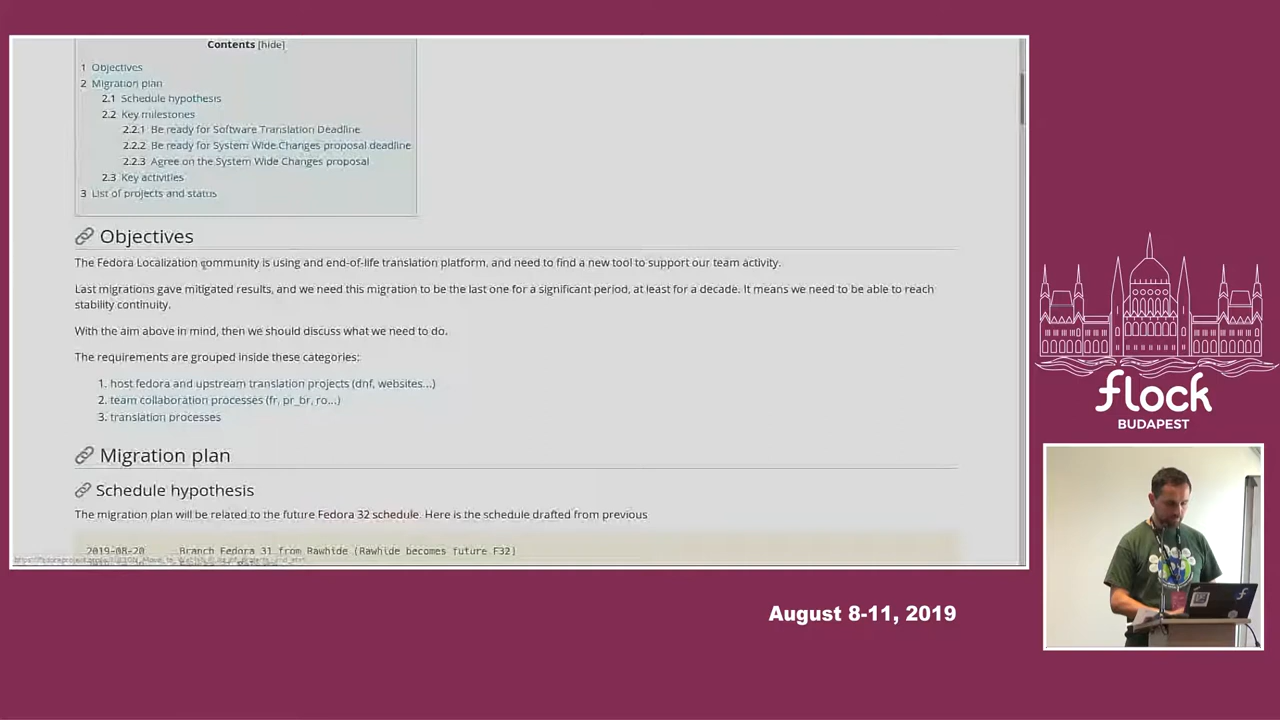 Contents [hide]
1 Objectives
2 Migration plan
2.1 Schedule hypothesis
2.2 Key milestones
2.2.1 Be ready for Software Translation Deadline
2.2.2 Be ready for System Wide Changes proposal deadline
2.2.3 Agree on the System Wide Changes proposal
2.3 Key activities
3 List of projects and status
Objectives
The Fedora Localization community is using and end-of-life translation platform, and need to find a new tool to support our team activity.
Last migrations gave mitigated results, and we need this migration to be the last one for a significant period, at least for a decade. It means we need to be able to reach
stability continuity.
With the aim above in mind, then we should discuss what we need to do.
The requirements are grouped inside these categories:
1. host fedora and upstream translation projects (dnf, websites...)
2. team collaboration processes (fr, pr_br, ro...)
3. translation processes
Migration plan
Schedule hypothesis
The migration plan will be related to the future Fedora 32 schedule. Here is the schedule drafted from previous
2019-08-20 Branch Fedora 31 from Rawhide (Rawhide becomes future F32)
flock
BUDAPEST
August 8-11, 2019